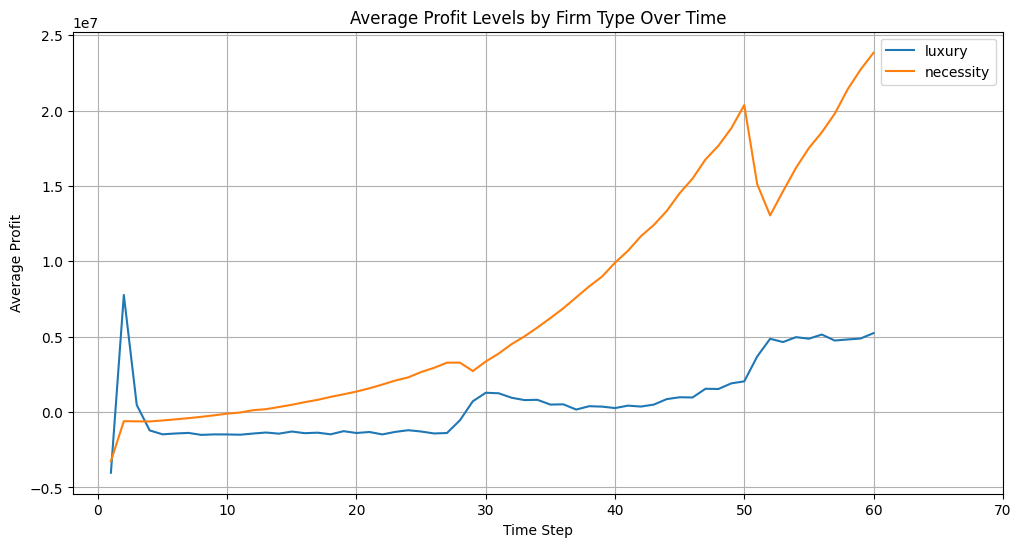 Average Profit Levels by Firm Type Over Time
1e7
luxury
necessity
2.5
2.0
1.5
1.0
0.5
0.0
−0.5
Average Profit
0 10 20 30 40 50 60 70
Time Step